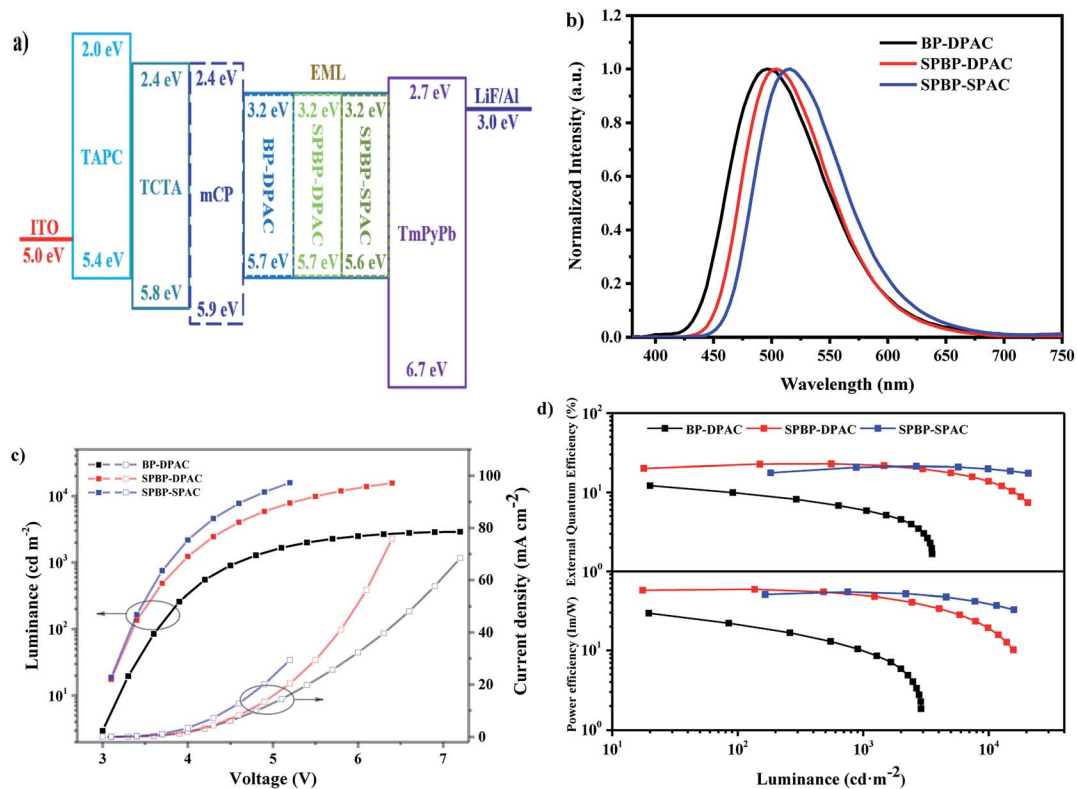 a)
2.0 eV
TAPC
5.4 eV
ITO
5.0 eV
2.4 eV
TCTA
5.8 eV
2.4 eV
mCP
5.9 eV
EML
3.2 eV
BP-DPAC
5.7 eV
3.2 eV
SPBP-DPAC
5.7 eV
3.2 eV
SPBP-SPAC
5.6 eV
2.7 eV
TmPyPb
6.7 eV
LiF/Al
3.0 eV
b)
BP-DPAC
SPBP-DPAC
SPBP-SPAC
Normalized Intensity (a.u.)
1.0
0.8
0.6
0.4
0.2
0.0
400 450 500 550 600 650 700 750
Wavelength (nm)
c)
BP-DPAC
SPBP-DPAC
SPBP-SPAC
Luminance (cd m⁻²)
10⁴
10³
10²
10¹
Current density (mA cm⁻²)
100
80
60
40
20
0
3 4 5 6 7
Voltage (V)
d)
BP-DPAC SPBP-DPAC SPBP-SPAC
External Quantum Efficiency (%)
10²
10¹
10⁰
Power efficiency (lm/W)
10¹
10⁰
10¹ 10² 10³ 10⁴
Luminance (cd·m⁻²)